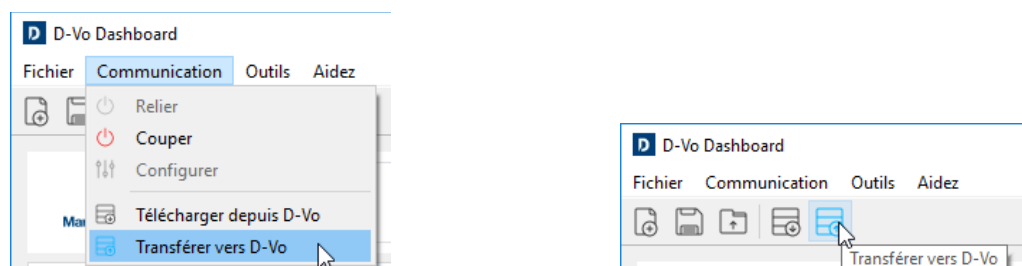 D-Vo Dashboard
Fichier Communication Outils Aidez
Relier
Couper
Configurer
Télécharger depuis D-Vo
Transférer vers D-Vo
D-Vo Dashboard
Fichier Communication Outils Aidez
Transférer vers D-Vo